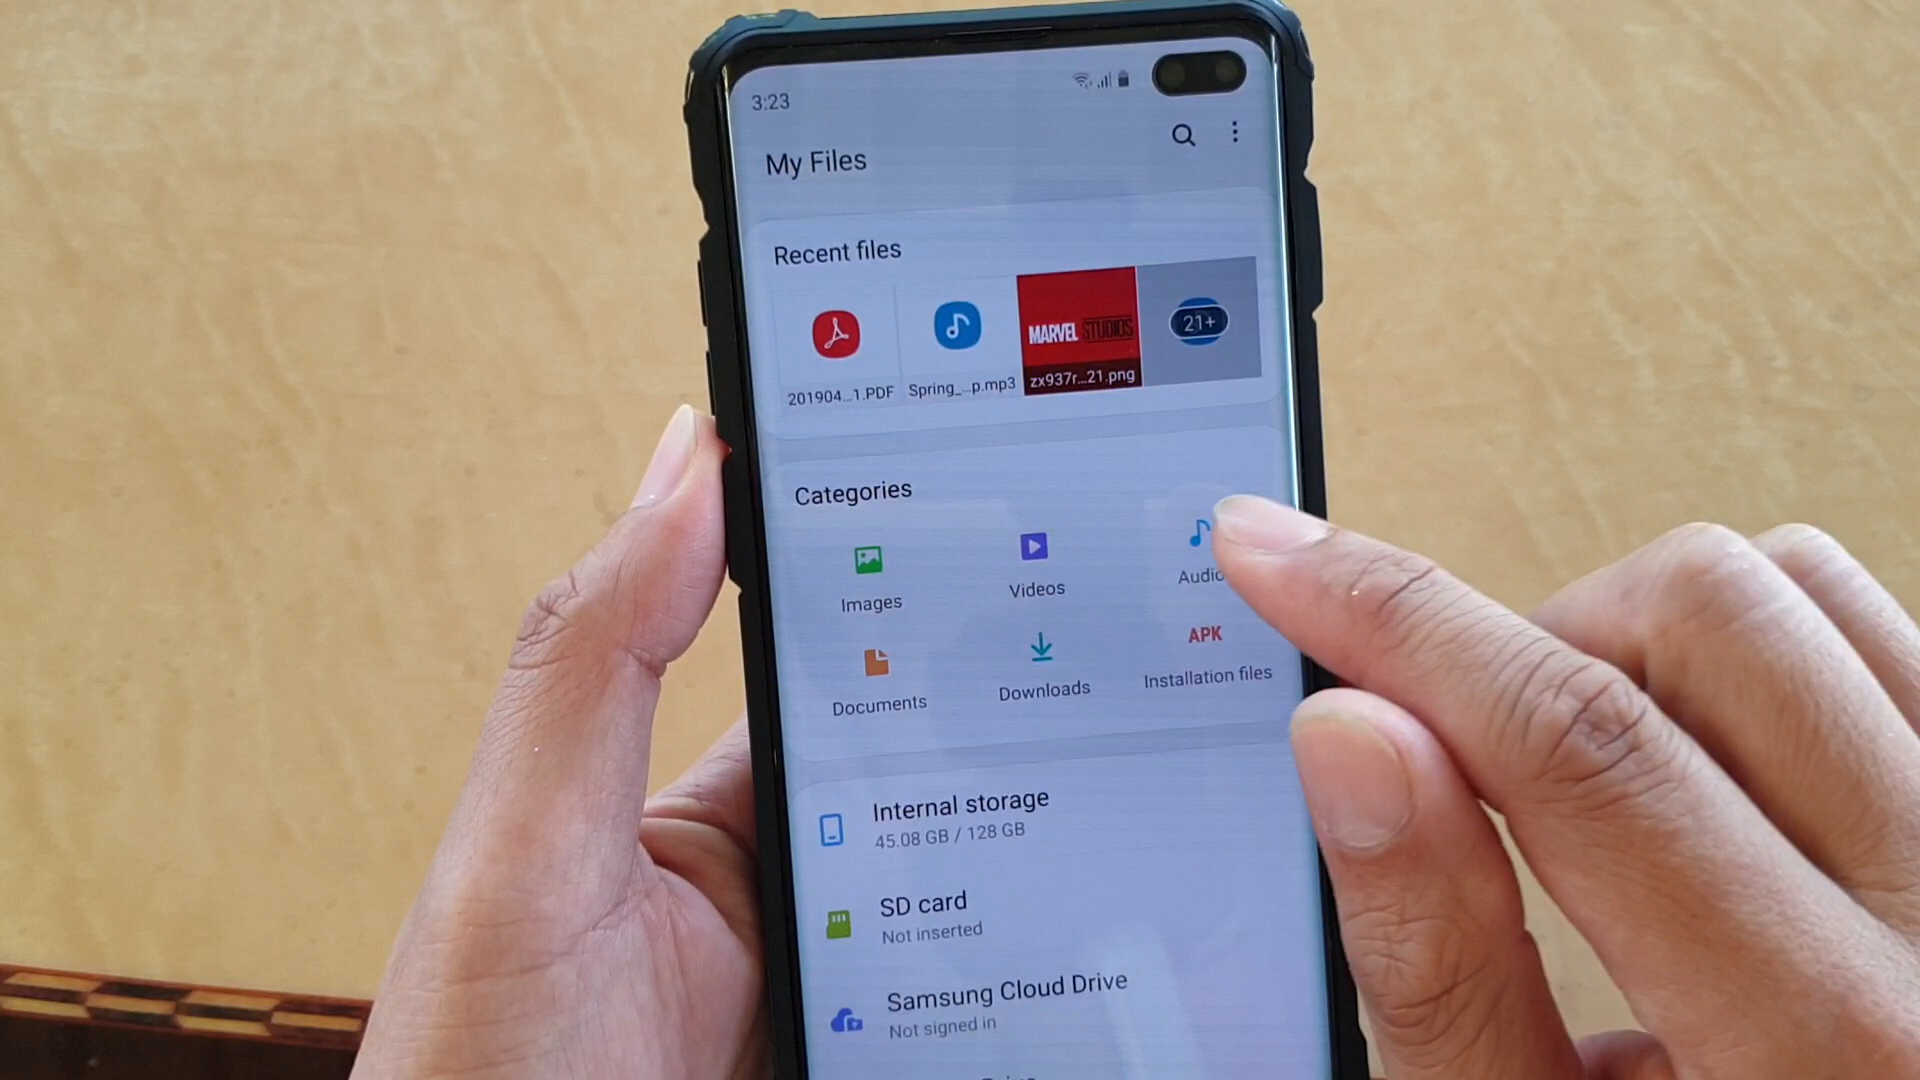 3:23
My Files
Recent files
201904...1.PDF
Spring_...p.mp3
MARVEL STUDIOS
zx937r...21.png
21+
Categories
Images
Videos
Audio
Documents
Downloads
APK
Installation files
Internal storage
45.08 GB / 128 GB
SD card
Not inserted
Samsung Cloud Drive
Not signed in